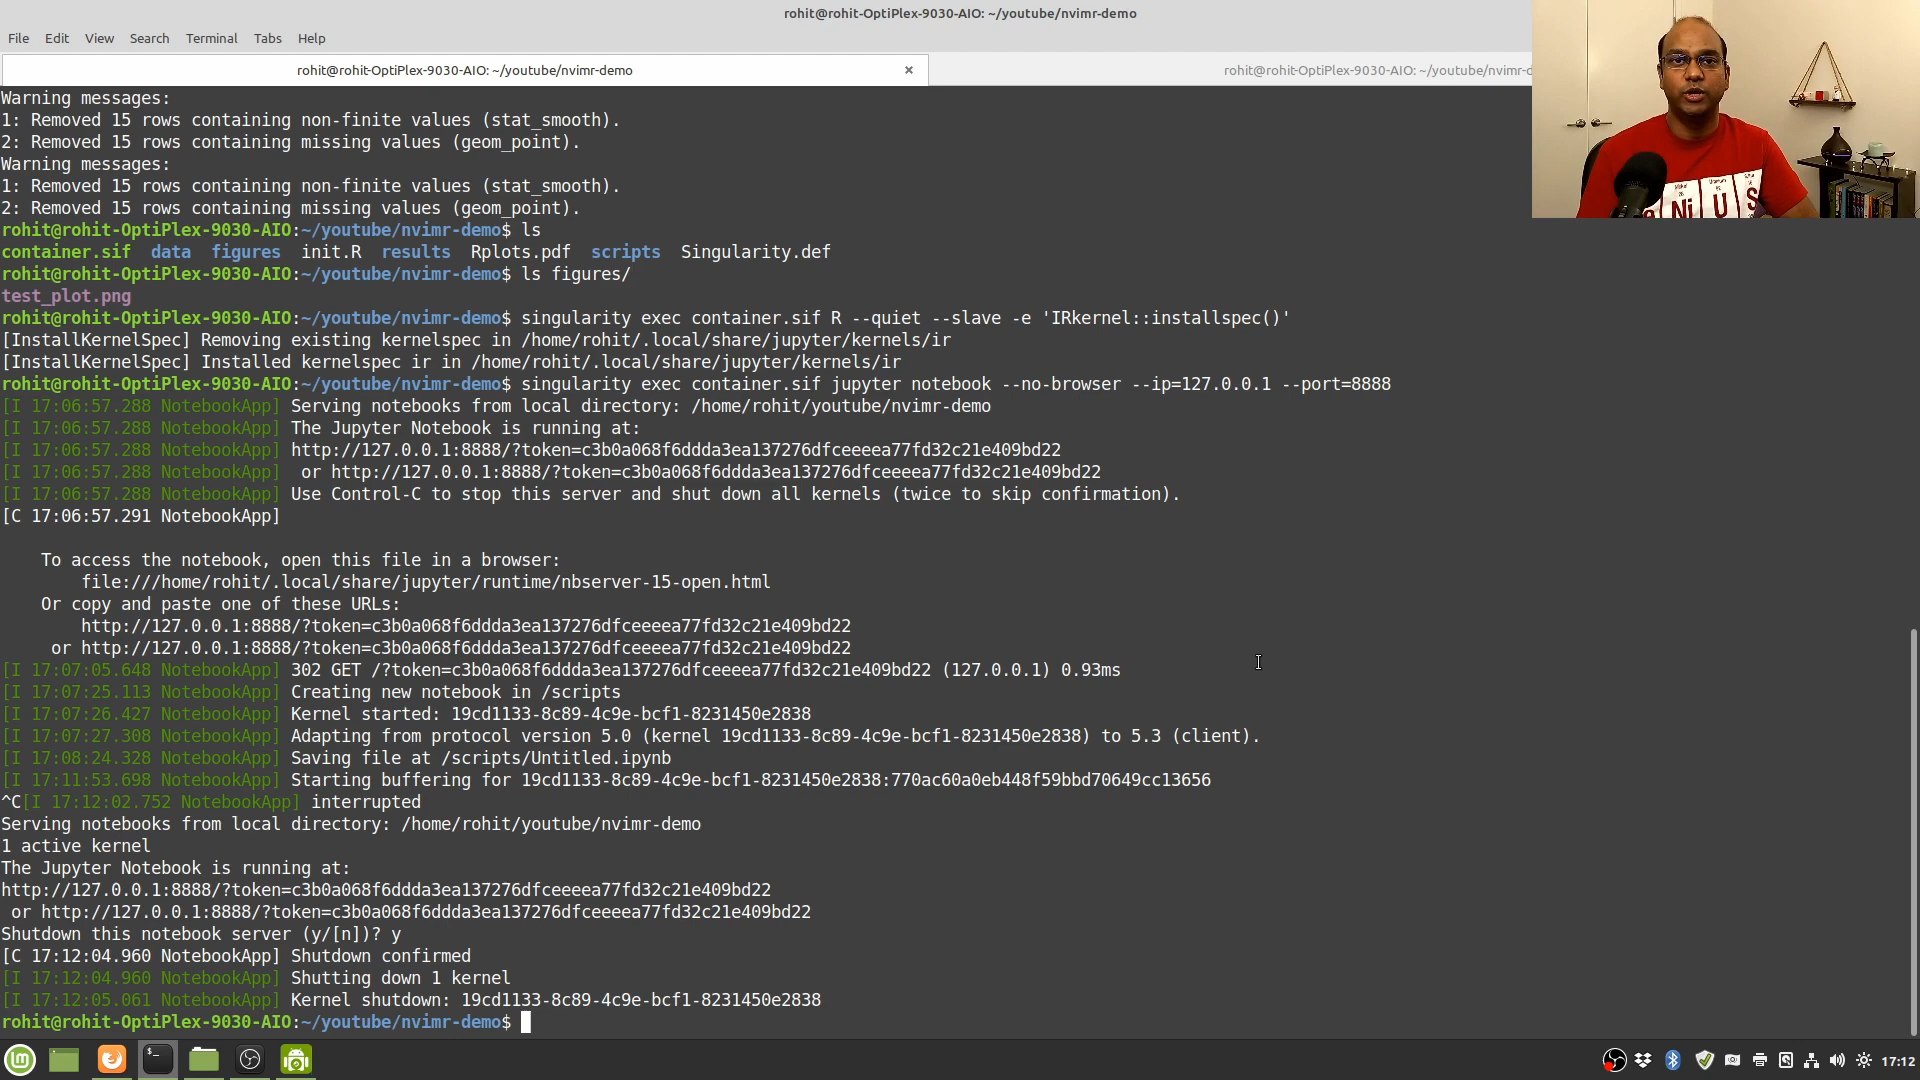 rohit@rohit-OptiPlex-9030-AIO: ~/youtube/nvimr-demo
File Edit View Search Terminal Tabs Help
rohit@rohit-OptiPlex-9030-AIO: ~/youtube/nvimr-demo ×
rohit@rohit-OptiPlex-9030-AIO: ~/youtube/nvimr-d
Warning messages:
1: Removed 15 rows containing non-finite values (stat_smooth).
2: Removed 15 rows containing missing values (geom_point).
Warning messages:
1: Removed 15 rows containing non-finite values (stat_smooth).
2: Removed 15 rows containing missing values (geom_point).
rohit@rohit-OptiPlex-9030-AIO:~/youtube/nvimr-demo$ ls
container.sif data figures init.R results Rplots.pdf scripts Singularity.def
rohit@rohit-OptiPlex-9030-AIO:~/youtube/nvimr-demo$ ls figures/
test_plot.png
rohit@rohit-OptiPlex-9030-AIO:~/youtube/nvimr-demo$ singularity exec container.sif R --quiet --slave -e 'IRkernel::installspec()'
[InstallKernelSpec] Removing existing kernelspec in /home/rohit/.local/share/jupyter/kernels/ir
[InstallKernelSpec] Installed kernelspec ir in /home/rohit/.local/share/jupyter/kernels/ir
rohit@rohit-OptiPlex-9030-AIO:~/youtube/nvimr-demo$ singularity exec container.sif jupyter notebook --no-browser --ip=127.0.0.1 --port=8888
[I 17:06:57.288 NotebookApp] Serving notebooks from local directory: /home/rohit/youtube/nvimr-demo
[I 17:06:57.288 NotebookApp] The Jupyter Notebook is running at:
[I 17:06:57.288 NotebookApp] http://127.0.0.1:8888/?token=c3b0a068f6ddda3ea137276dfceeeea77fd32c21e409bd22
[I 17:06:57.288 NotebookApp]  or http://127.0.0.1:8888/?token=c3b0a068f6ddda3ea137276dfceeeea77fd32c21e409bd22
[I 17:06:57.288 NotebookApp] Use Control-C to stop this server and shut down all kernels (twice to skip confirmation).
[C 17:06:57.291 NotebookApp]
To access the notebook, open this file in a browser:
file:///home/rohit/.local/share/jupyter/runtime/nbserver-15-open.html
Or copy and paste one of these URLs:
http://127.0.0.1:8888/?token=c3b0a068f6ddda3ea137276dfceeeea77fd32c21e409bd22
or http://127.0.0.1:8888/?token=c3b0a068f6ddda3ea137276dfceeeea77fd32c21e409bd22
[I 17:07:05.648 NotebookApp] 302 GET /?token=c3b0a068f6ddda3ea137276dfceeeea77fd32c21e409bd22 (127.0.0.1) 0.93ms
[I 17:07:25.113 NotebookApp] Creating new notebook in /scripts
[I 17:07:26.427 NotebookApp] Kernel started: 19cd1133-8c89-4c9e-bcf1-8231450e2838
[I 17:07:27.308 NotebookApp] Adapting from protocol version 5.0 (kernel 19cd1133-8c89-4c9e-bcf1-8231450e2838) to 5.3 (client).
[I 17:08:24.328 NotebookApp] Saving file at /scripts/Untitled.ipynb
[I 17:11:53.698 NotebookApp] Starting buffering for 19cd1133-8c89-4c9e-bcf1-8231450e2838:770ac60a0eb448f59bbd70649cc13656
^C[I 17:12:02.752 NotebookApp] interrupted
Serving notebooks from local directory: /home/rohit/youtube/nvimr-demo
1 active kernel
The Jupyter Notebook is running at:
http://127.0.0.1:8888/?token=c3b0a068f6ddda3ea137276dfceeeea77fd32c21e409bd22
or http://127.0.0.1:8888/?token=c3b0a068f6ddda3ea137276dfceeeea77fd32c21e409bd22
Shutdown this notebook server (y/[n])? y
[C 17:12:04.960 NotebookApp] Shutdown confirmed
[I 17:12:04.960 NotebookApp] Shutting down 1 kernel
[I 17:12:05.061 NotebookApp] Kernel shutdown: 19cd1133-8c89-4c9e-bcf1-8231450e2838
rohit@rohit-OptiPlex-9030-AIO:~/youtube/nvimr-demo$
Ni U S
17:12